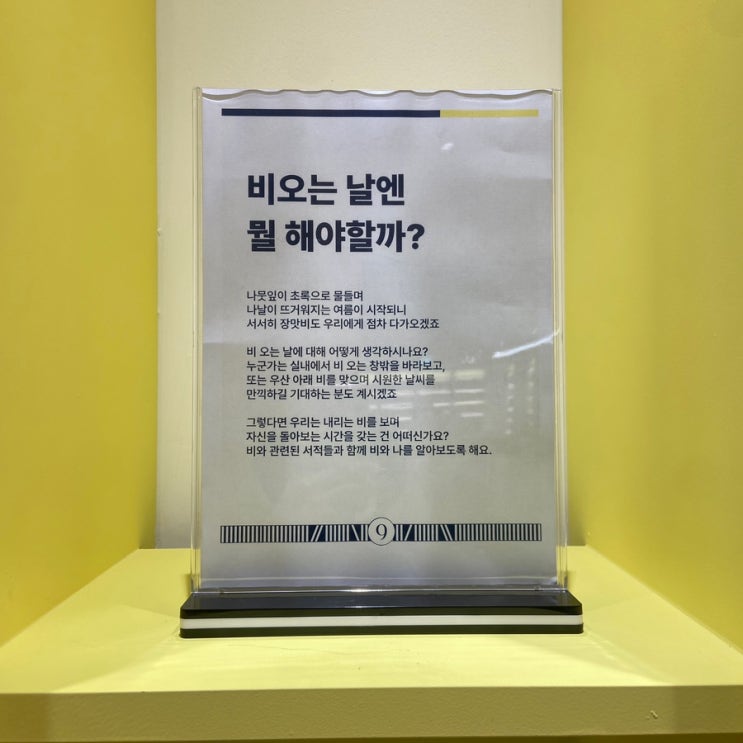 비오는 날엔
뭘 해야할까?
나뭇잎이 초록으로 물들며
나날이 뜨거워지는 여름이 시작되니
서서히 장맛비도 우리에게 점차 다가오겠죠
비 오는 날에 대해 어떻게 생각하시나요?
누군가는 실내에서 비 오는 창밖을 바라보고,
또는 우산 아래 비를 맞으며 시원한 날씨를
만끽하길 기대하는 분도 계시겠죠
그렇다면 우리는 내리는 비를 보며
자신을 돌아보는 시간을 갖는 건 어떠신가요?
비와 관련된 서적들과 함께 비와 나를 알아보도록 해요.
9